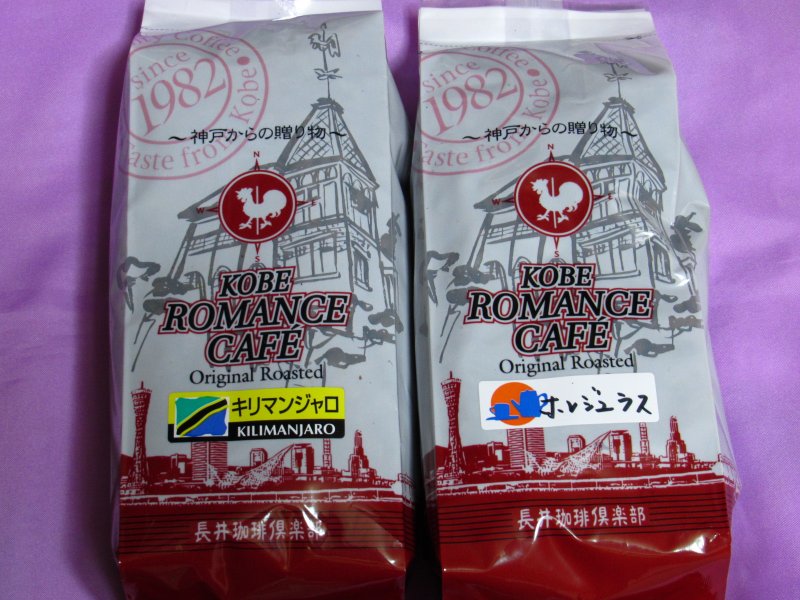 My Coffee
since
1982
Taste from Kobe
〜神戸からの贈り物〜
N
W E
S
KOBE
ROMANCE
CAFÉ
Original Roasted
キリマンジャロ
KILIMANJARO
長井珈琲倶楽部
Coffee
since
1982
Taste from Kobe
〜神戸からの贈り物〜
N
W E
S
KOBE
ROMANCE
CAFÉ
Original Roasted
ホンジュラス
長井珈琲倶楽部